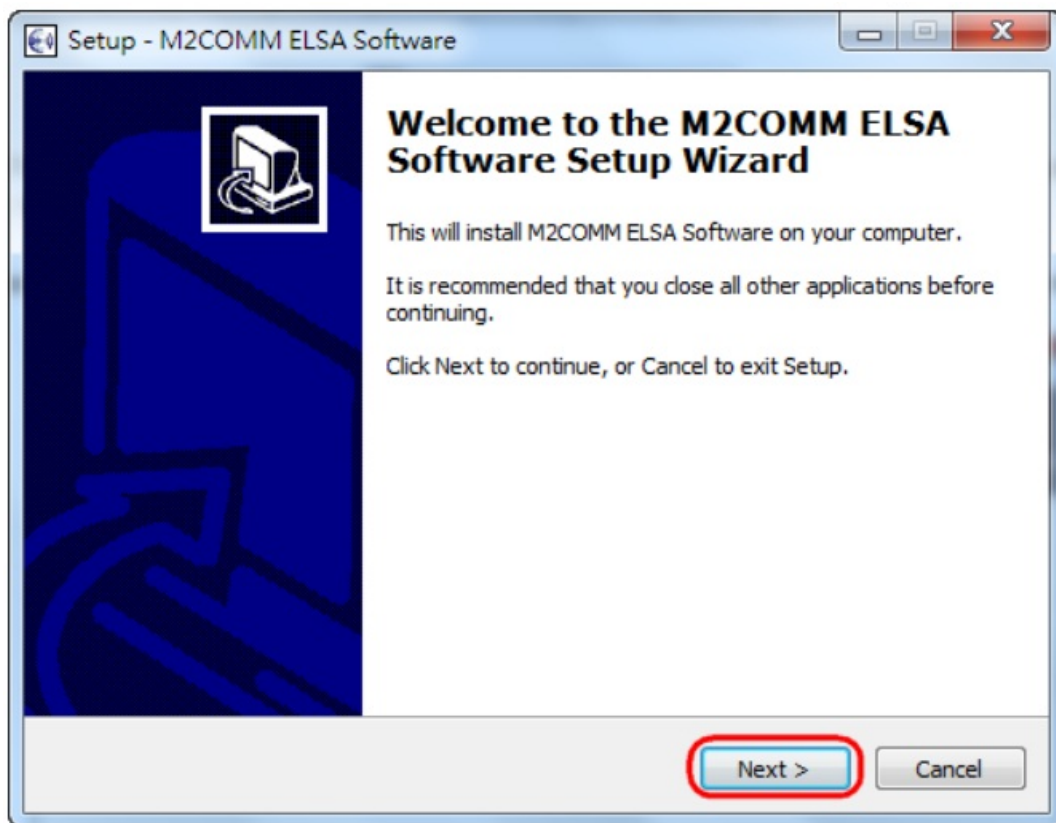 Setup - M2COMM ELSA Software
Welcome to the M2COMM ELSA
Software Setup Wizard
This will install M2COMM ELSA Software on your computer.
It is recommended that you close all other applications before
continuing.
Click Next to continue, or Cancel to exit Setup.
Next >
Cancel